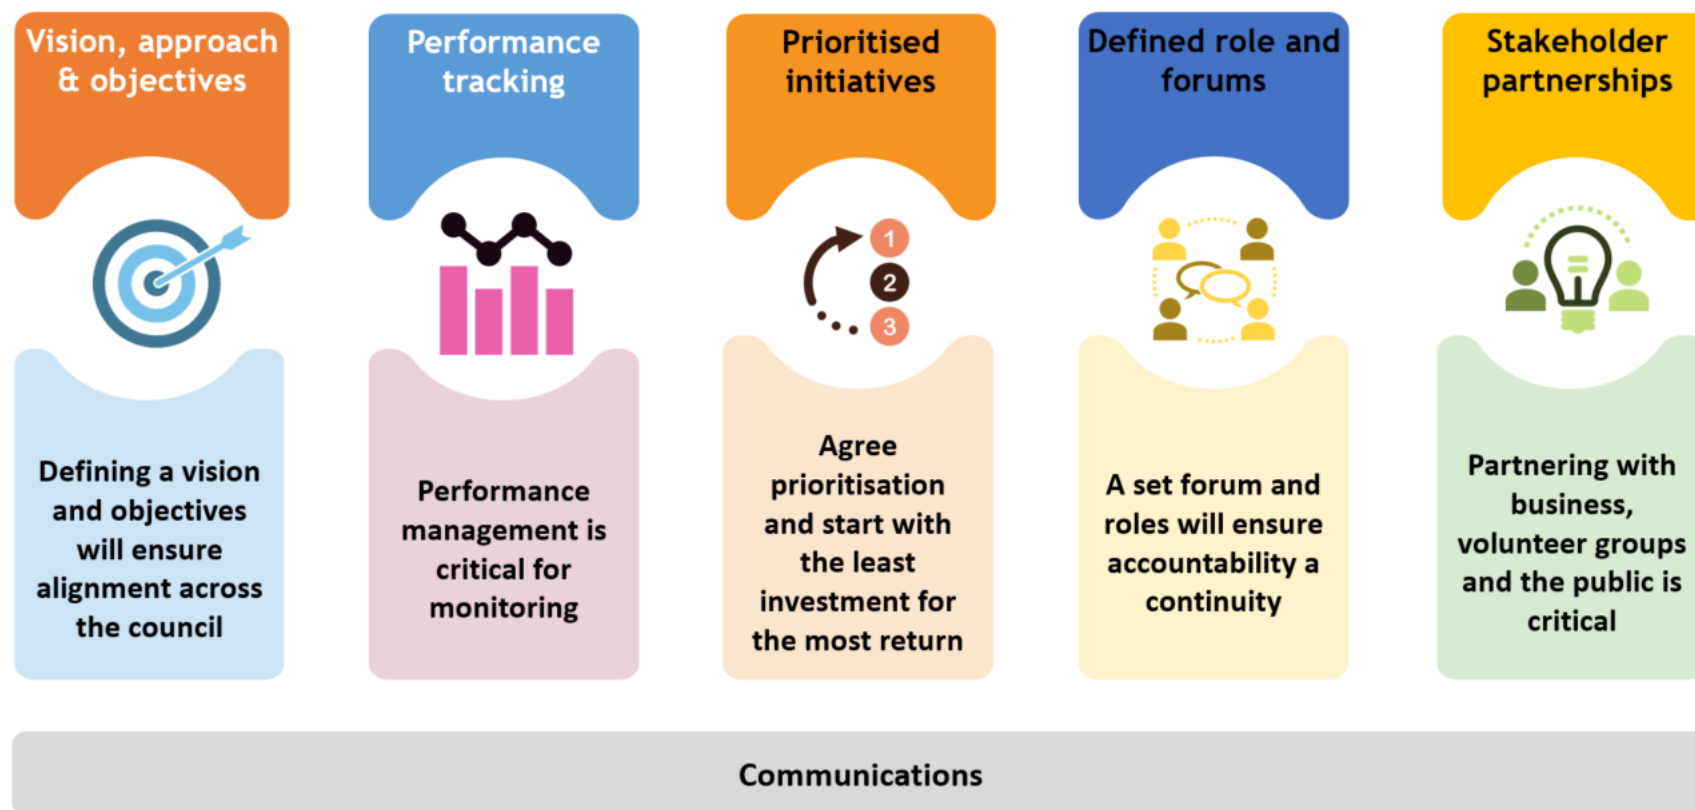 Vision, approach
& objectives
Performance
tracking
Prioritised
initiatives
Defined role and
forums
Stakeholder
partnerships
1
2
3
Defining a vision
and objectives
will ensure
alignment across
the council
Performance
management is
critical for
monitoring
Agree
prioritisation
and start with
the least
investment for
the most return
A set forum and
roles will ensure
accountability a
continuity
Partnering with
business,
volunteer groups
and the public is
critical
Communications